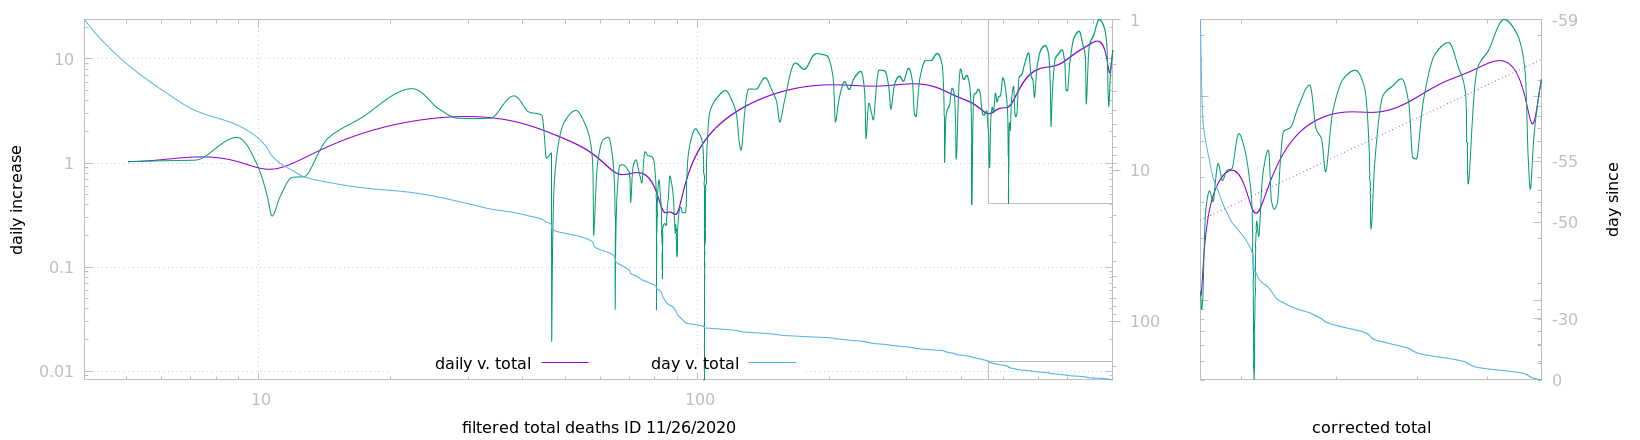 1
-59
10
daily increase
1
10
-55
-50
day since
0.1
-30
100
daily v. total
day v. total
0.01
0
10
100
filtered total deaths ID 11/26/2020
corrected total